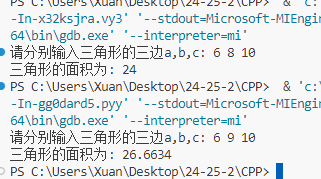 PS C:\Users\Xuan\Desktop\24-25-2\CPP> & 'c:\
-In-x32ksjra.vy3' '--stdout=Microsoft-MIEngin
64\bin\gdb.exe' '--interpreter=mi'
请分别输入三角形的三边a,b,c: 6 8 10
三角形的面积为: 24
PS C:\Users\Xuan\Desktop\24-25-2\CPP> & 'c:\
-In-gg0dard5.pyy' '--stdout=Microsoft-MIEngin
64\bin\gdb.exe' '--interpreter=mi'
请分别输入三角形的三边a,b,c: 6 9 10
三角形的面积为: 26.6634
PS C:\Users\Xuan\Desktop\24-25-2\CPP>